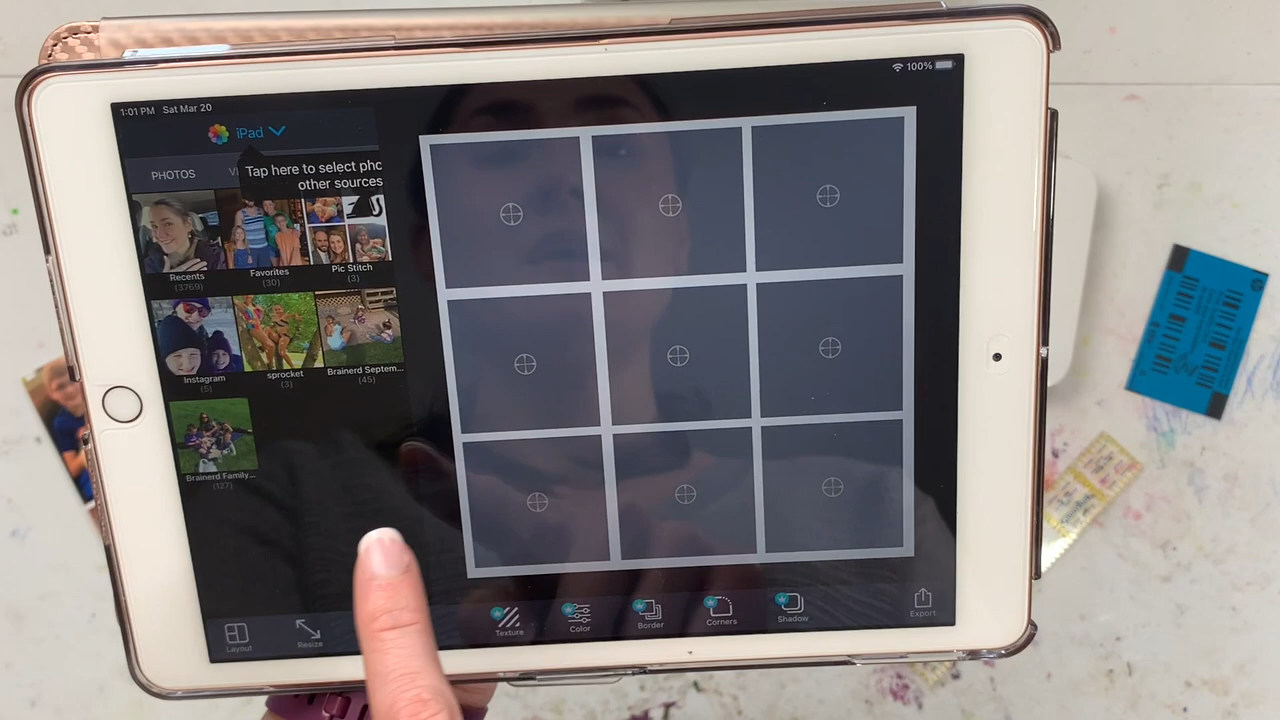 1:01 PM Sat Mar 20
100%
iPad
Tap here to select pho
other sources
PHOTOS
Recents
(3769)
Favorites
(30)
Pic Stitch
(3)
Instagram
(5)
sprocket
(3)
Brainerd Septem...
(45)
Brainerd Family...
(127)
Layout
Resize
Texture
Color
Border
Corners
Shadow
Export